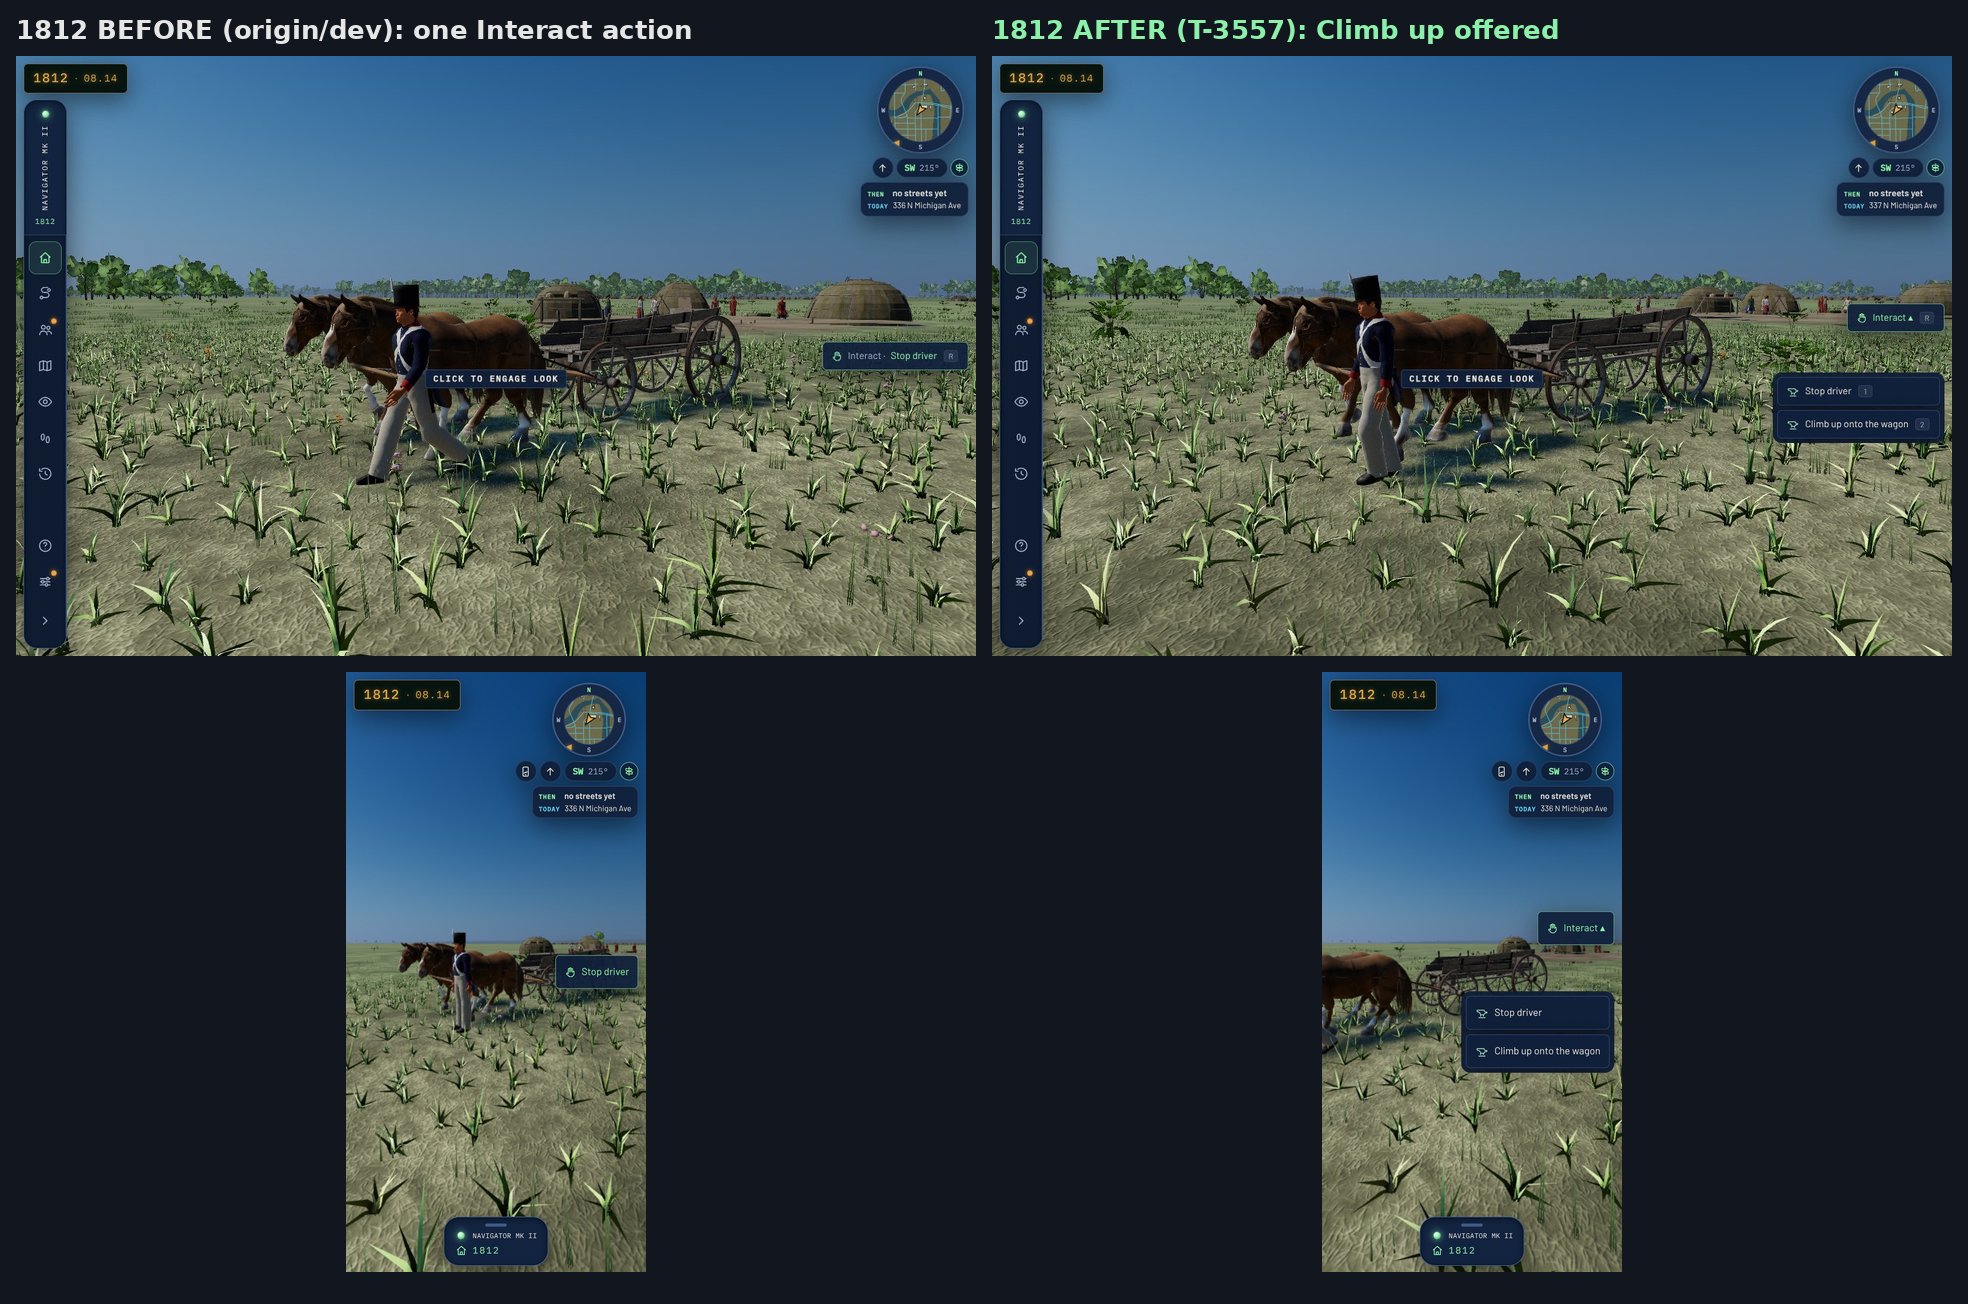 1812 BEFORE (origin/dev): one Interact action
1812 AFTER (T-3557): Climb up offered
1812 · 08.14
N
W
E
S
NAVIGATOR MK II
1812
SW 215°
THEN no streets yet
TODAY 336 N Michigan Ave
Interact · Stop driver R
CLICK TO ENGAGE LOOK
1812 · 08.14
N
W
E
S
NAVIGATOR MK II
1812
SW 215°
THEN no streets yet
TODAY 337 N Michigan Ave
Interact ▴ R
CLICK TO ENGAGE LOOK
Stop driver 1
Climb up onto the wagon 2
1812 · 08.14
N
W
E
S
SW 215°
THEN no streets yet
TODAY 336 N Michigan Ave
Stop driver
NAVIGATOR MK II
1812
1812 · 08.14
N
W
E
S
SW 215°
THEN no streets yet
TODAY 336 N Michigan Ave
Interact ▴
Stop driver
Climb up onto the wagon
NAVIGATOR MK II
1812